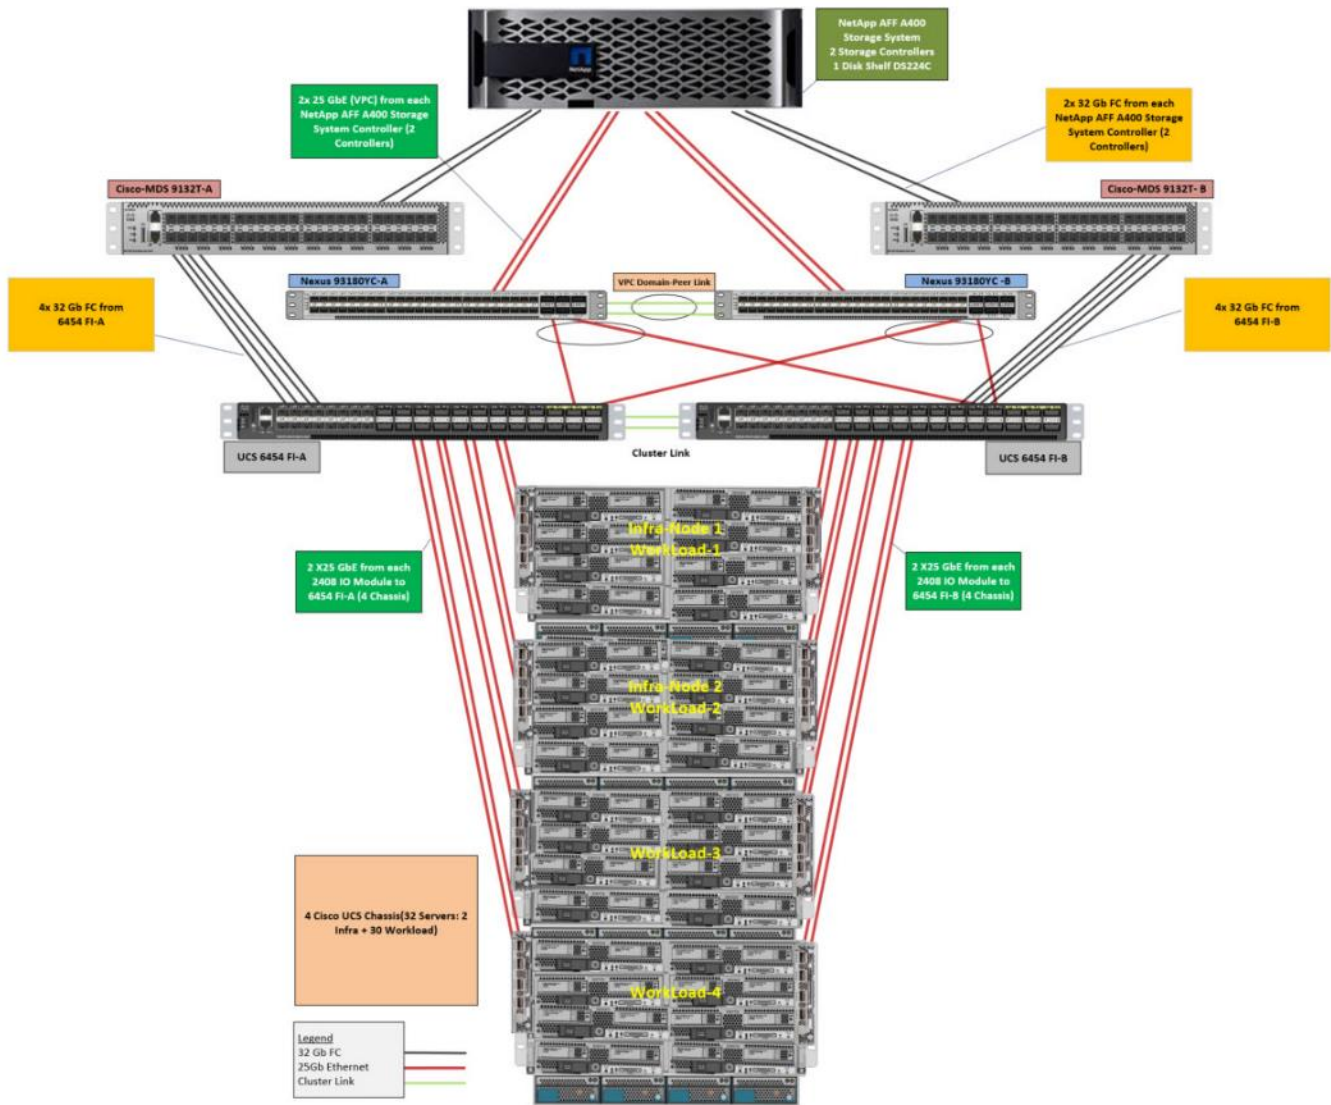 NetApp AFF A400
Storage System
2 Storage Controllers
1 Disk Shelf DS224C
NetApp
2x 25 GbE (VPC) from each
NetApp AFF A400 Storage
System Controller (2
Controllers)
2x 32 Gb FC from each
NetApp AFF A400 Storage
System Controller (2
Controllers)
Cisco-MDS 9132T-A
Cisco-MDS 9132T- B
Nexus 93180YC-A
VPC Domain-Peer Link
Nexus 93180YC -B
4x 32 Gb FC from
6454 FI-A
4x 32 Gb FC from
6454 FI-B
UCS 6454 FI-A
Cluster Link
UCS 6454 FI-B
Infra-Node 1
WorkLoad-1
2 X25 GbE from each
2408 IO Module to
6454 FI-A (4 Chassis)
2 X25 GbE from each
2408 IO Module to
6454 FI-B (4 Chassis)
Infra-Node 2
WorkLoad-2
WorkLoad-3
4 Cisco UCS Chassis(32 Servers: 2
Infra + 30 Workload)
WorkLoad-4
Legend
32 Gb FC
25Gb Ethernet
Cluster Link